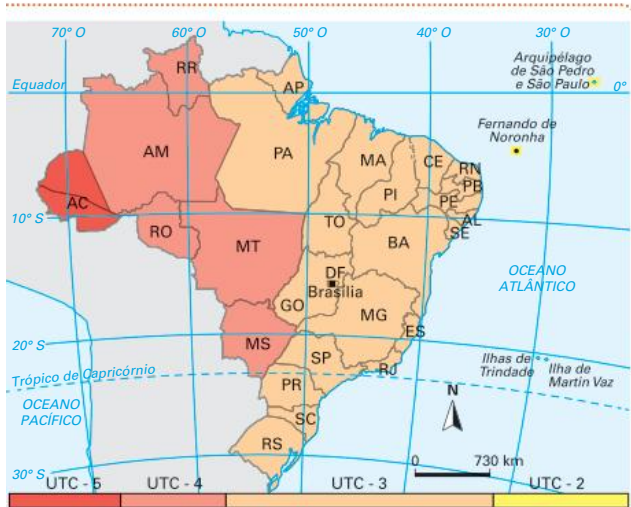 70° O 60° O 50° O 40° O 30° O
RR
Arquipélago
de São Pedro
e São Paulo
AP
Equador
0°
Fernando de
Noronha
AM
PA
MA
CE
RN
PB
PI
PE
AC
AL
10° S
TO
SE
RO
MT
BA
DF
Brasília
OCEANO
ATLÂNTICO
GO
MG
ES
MS
20° S
SP
Ilhas de
Trindade
Ilha de
Martin Vaz
RJ
Trópico de Capricórnio
PR
N
OCEANO
PACÍFICO
SC
RS
0 730 km
30° S
UTC - 5 UTC - 4 UTC - 3 UTC - 2